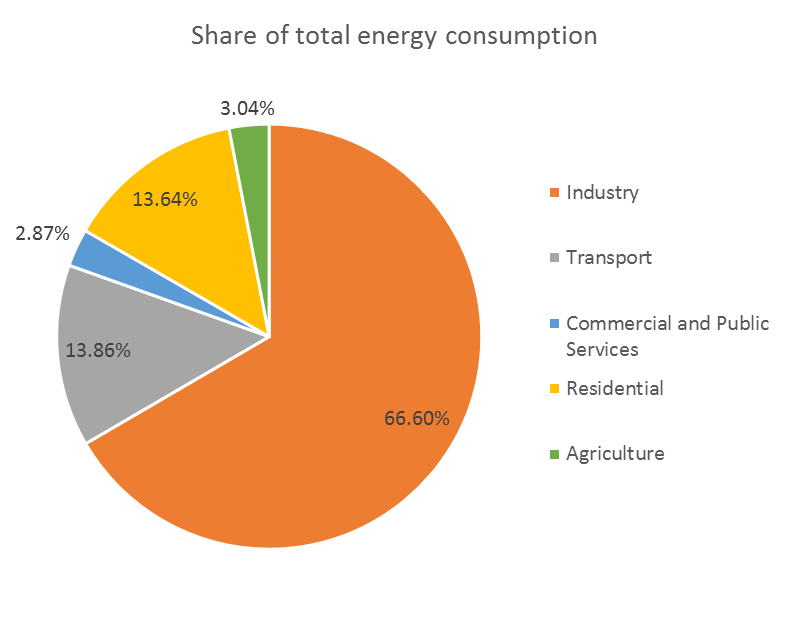 Share of total energy consumption
3.04%
13.64%
2.87%
13.86%
66.60%
Industry
Transport
Commercial and Public
Services
Residential
Agriculture